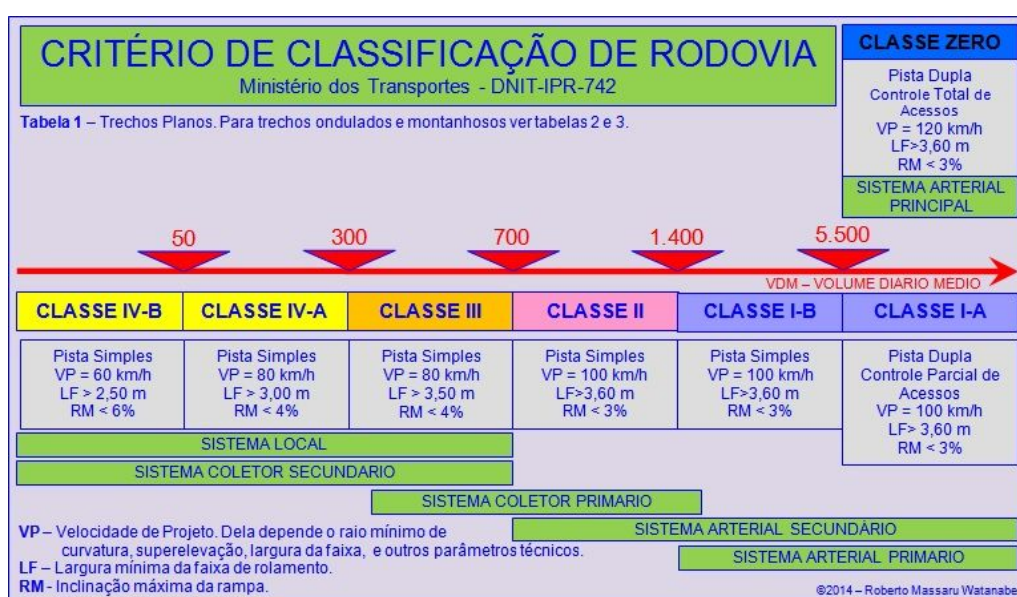 CRITÉRIO DE CLASSIFICAÇÃO DE RODOVIA
Ministério dos Transportes - DNIT-IPR-742
Tabela 1 – Trechos Planos. Para trechos ondulados e montanhosos ver tabelas 2 e 3.
CLASSE ZERO
Pista Dupla
Controle Total de
Acessos
VP = 120 km/h
LF>3,60 m
RM < 3%
SISTEMA ARTERIAL
PRINCIPAL
50
300
700
1.400
5.500
VDM – VOLUME DIARIO MEDIO
CLASSE IV-B
CLASSE IV-A
CLASSE III
CLASSE II
CLASSE I-B
CLASSE I-A
Pista Simples
VP = 60 km/h
LF > 2,50 m
RM < 6%
Pista Simples
VP = 80 km/h
LF > 3,00 m
RM < 4%
Pista Simples
VP = 80 km/h
LF > 3,50 m
RM < 4%
Pista Simples
VP = 100 km/h
LF>3,60 m
RM < 3%
Pista Simples
VP = 100 km/h
LF>3,60 m
RM < 3%
Pista Dupla
Controle Parcial de
Acessos
VP = 100 km/h
LF> 3,60 m
RM < 3%
SISTEMA LOCAL
SISTEMA COLETOR SECUNDARIO
SISTEMA COLETOR PRIMARIO
SISTEMA ARTERIAL SECUNDÁRIO
SISTEMA ARTERIAL PRIMARIO
VP – Velocidade de Projeto. Dela depende o raio mínimo de
curvatura, superelevação, largura da faixa, e outros parâmetros técnicos.
LF – Largura mínima da faixa de rolamento.
RM - Inclinação máxima da rampa.
©2014 – Roberto Massaru Watanabe